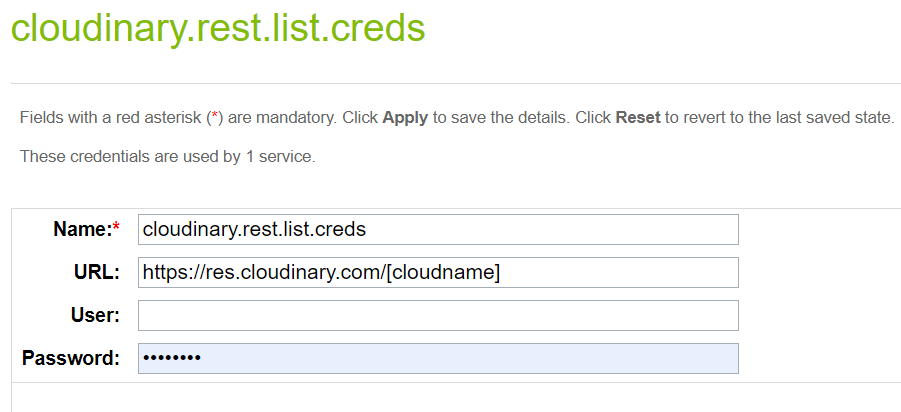 cloudinary.rest.list.creds
Fields with a red asterisk (*) are mandatory. Click Apply to save the details. Click Reset to revert to the last saved state.
These credentials are used by 1 service.
Name:* cloudinary.rest.list.creds
URL: https://res.cloudinary.com/[cloudname]
User:
Password: ••••••••